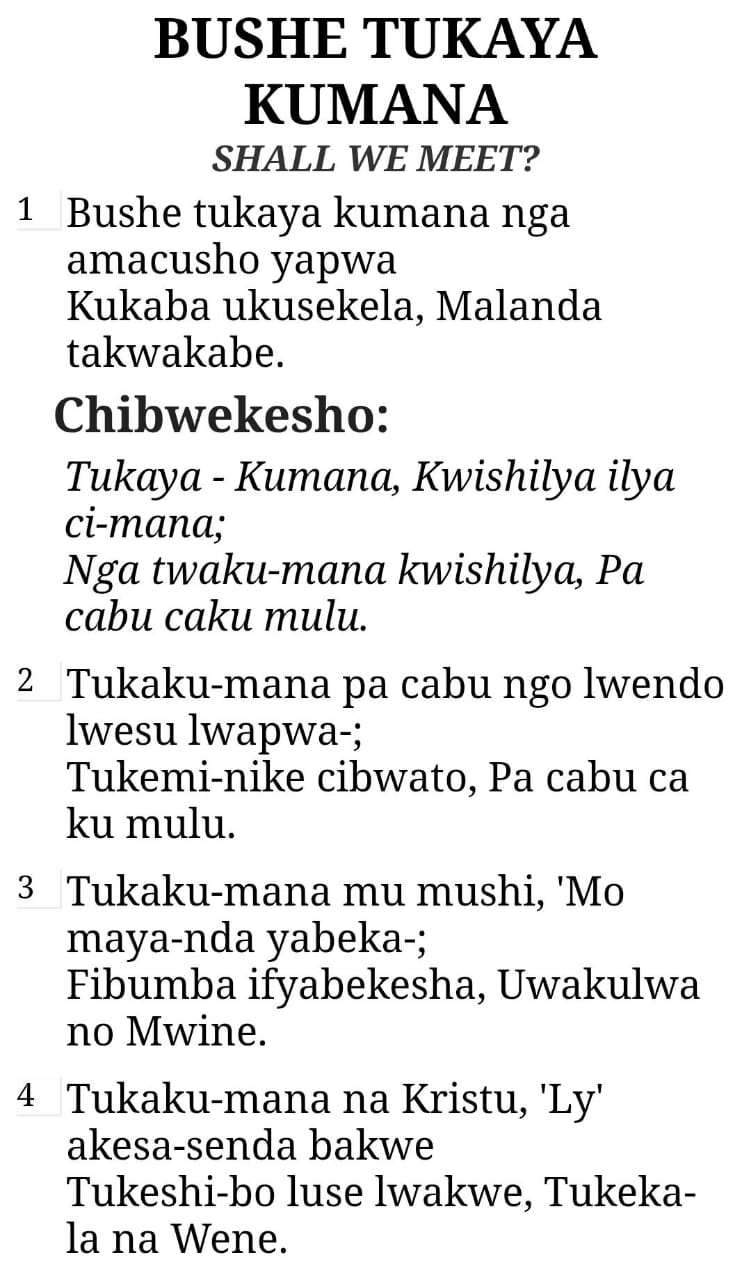 BUSHE TUKAYA
KUMANA
SHALL WE MEET?
1 Bushe tukaya kumana nga
amacusho yapwa
Kukaba ukusekela, Malanda
takwakabe.
Chibwekesho:
Tukaya - Kumana, Kwishilya ilya
ci-mana;
Nga twaku-mana kwishilya, Pa
cabu caku mulu.
2 Tukaku-mana pa cabu ngo lwendo
lwesu lwapwa-;
Tukemi-nike cibwato, Pa cabu ca
ku mulu.
3 Tukaku-mana mu mushi, 'Mo
maya-nda yabeka-;
Fibumba ifyabekesha, Uwakulwa
no Mwine.
4 Tukaku-mana na Kristu, 'Ly'
akesa-senda bakwe
Tukeshi-bo luse lwakwe, Tukeka-
la na Wene.